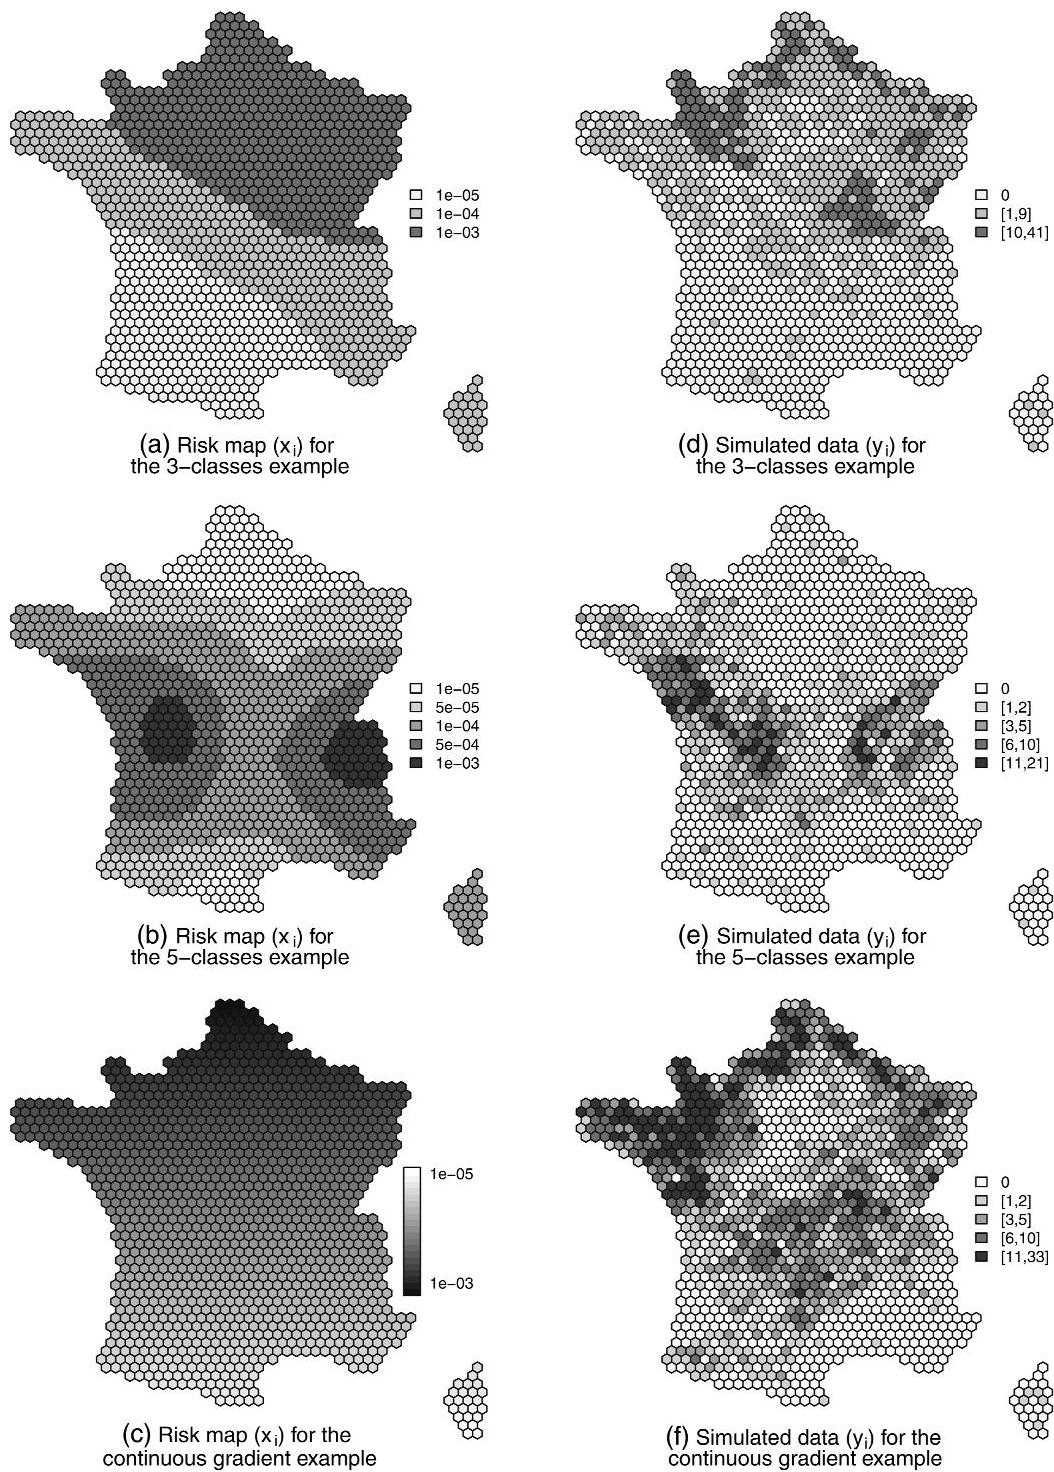 1e−05
1e−04
1e−03
(a) Risk map (xi) for
the 3−classes example
0
[1,9]
[10,41]
(d) Simulated data (yi) for
the 3−classes example
1e−05
5e−05
1e−04
5e−04
1e−03
(b) Risk map (xi) for
the 5−classes example
0
[1,2]
[3,5]
[6,10]
[11,21]
(e) Simulated data (yi) for
the 5−classes example
1e−05
1e−03
(c) Risk map (xi) for the
continuous gradient example
0
[1,2]
[3,5]
[6,10]
[11,33]
(f) Simulated data (yi) for the
continuous gradient example